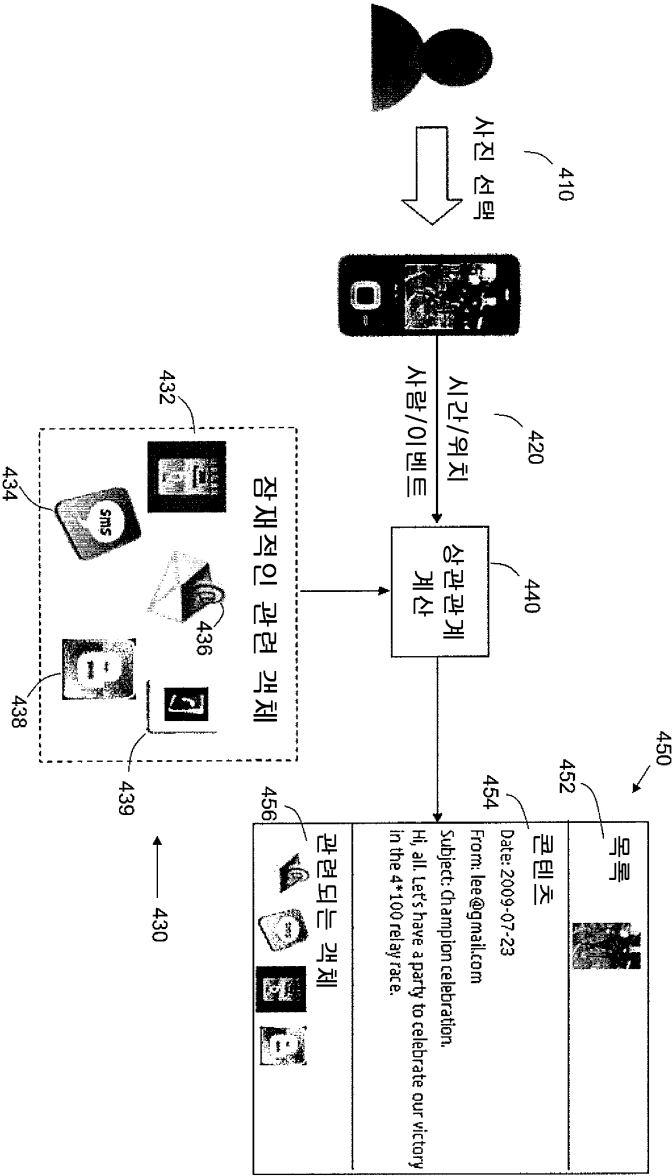 410
사진 선택
420
시간/위치
사람/이벤트
440
상관관계
계산
450
452
목록
454
콘텐츠
Date: 2009-07-23
From: lee@gmail.com
Subject: Champion celebration.
Hi, all. Let's have a party to celebrate our victory
in the 4*100 relay race.
456
관련되는 객체
잠재적인 관련 객체
432
434
sms
436
438
439
430